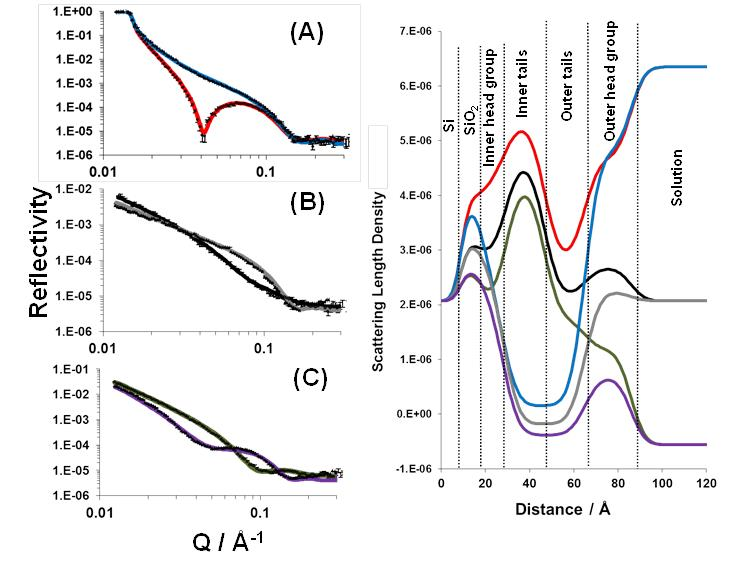 (A)
1.E+00
1.E-01
1.E-02
1.E-03
1.E-04
1.E-05
1.E-06
0.01
0.1
(B)
1.E-02
1.E-03
1.E-04
1.E-05
1.E-06
0.01
0.1
Reflectivity
(C)
1.E-01
1.E-02
1.E-03
1.E-04
1.E-05
1.E-06
0.01
0.1
Q / Å-1
7.E-06
6.E-06
5.E-06
4.E-06
3.E-06
2.E-06
1.E-06
0.E+00
-1.E-06
Scattering Length Density
Si
SiO2
Inner head group
Inner tails
Outer tails
Outer head group
Solution
0 20 40 60 80 100 120
Distance / Å